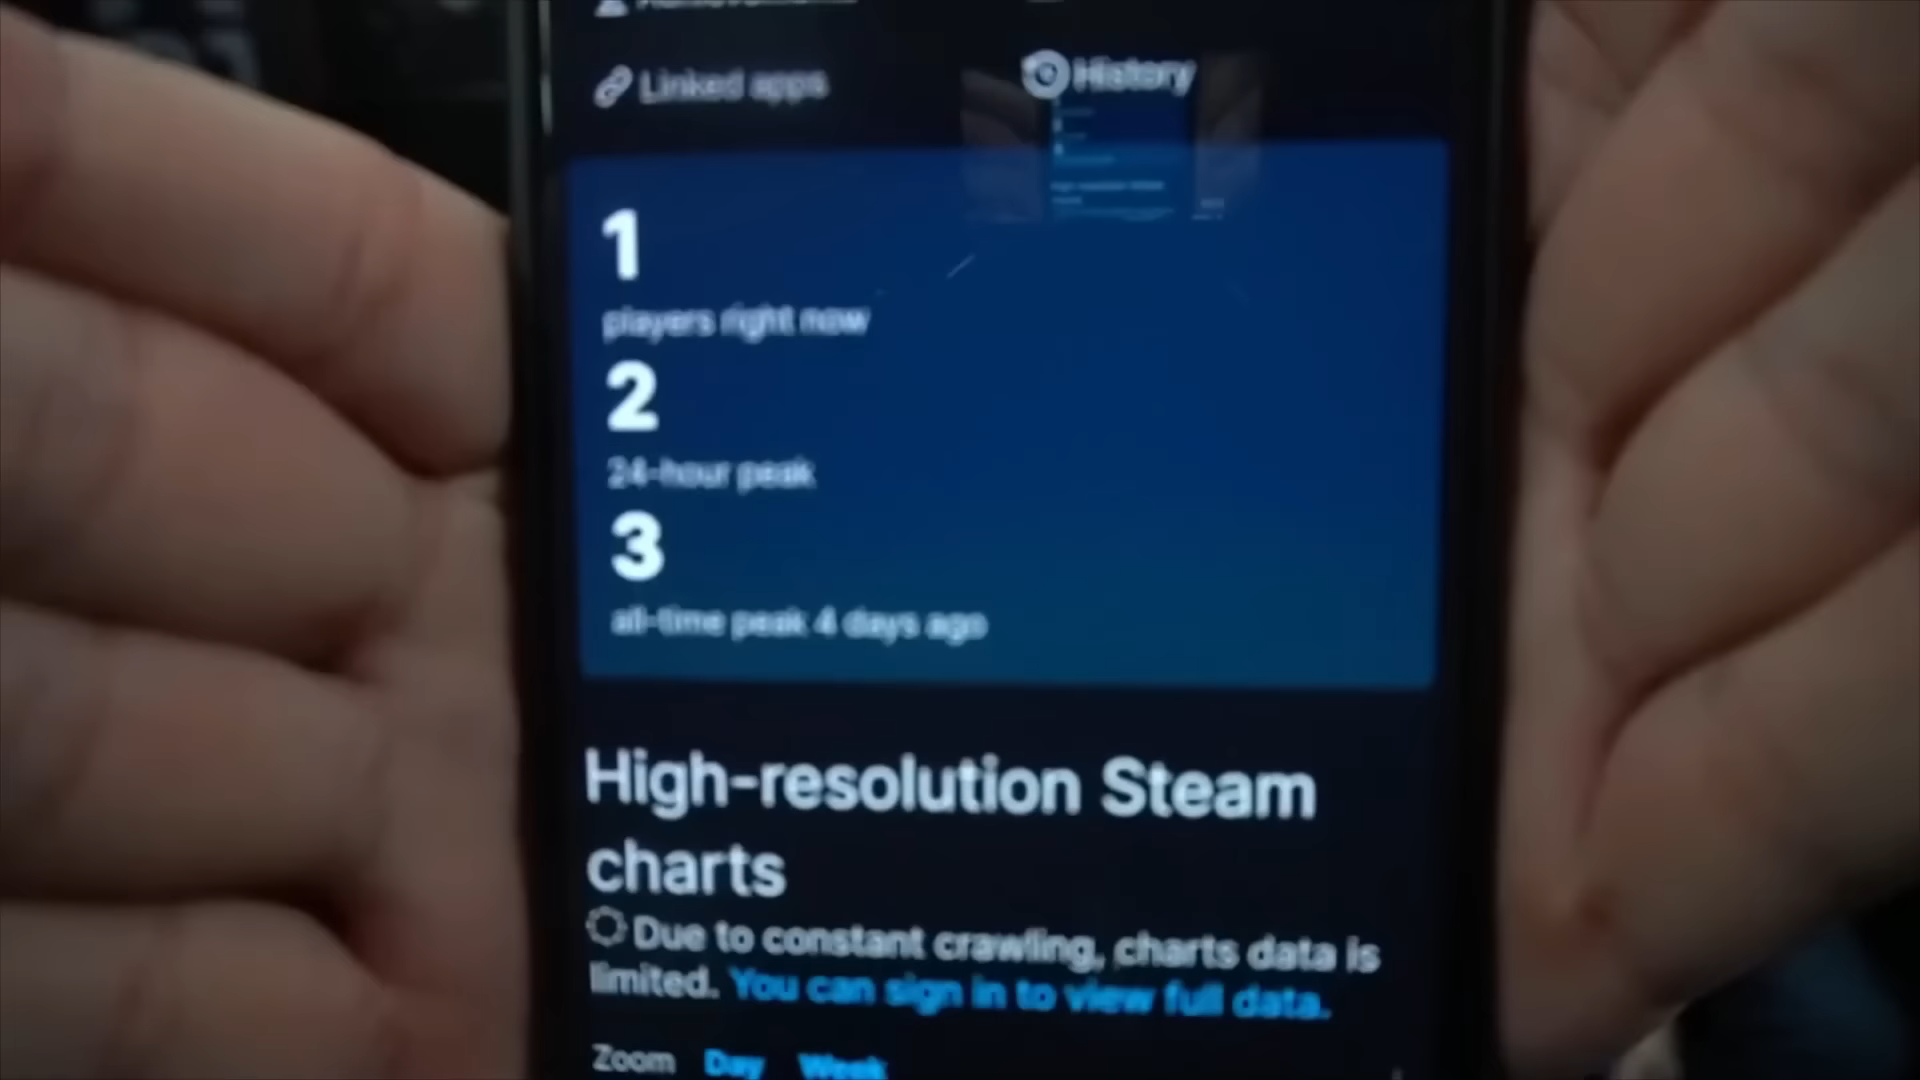 Linked apps
History
1
players right now
2
24-hour peak
3
all-time peak 4 days ago
High-resolution Steam
charts
Due to constant crawling, charts data is
limited. You can sign in to view full data.
Zoom Day Week